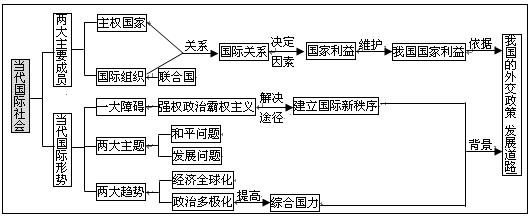 当代国际社会
两大主要成员
主权国家
国际组织
联合国
关系
国际关系
决定
因素
国家利益
维护
我国国家利益
依据
我国的外交政策 发展道路
当代国际形势
一大障碍
强权政治霸权主义
解决
途径
建立国际新秩序
两大主题
和平问题
发展问题
背景
两大趋势
经济全球化
政治多极化
提高
综合国力